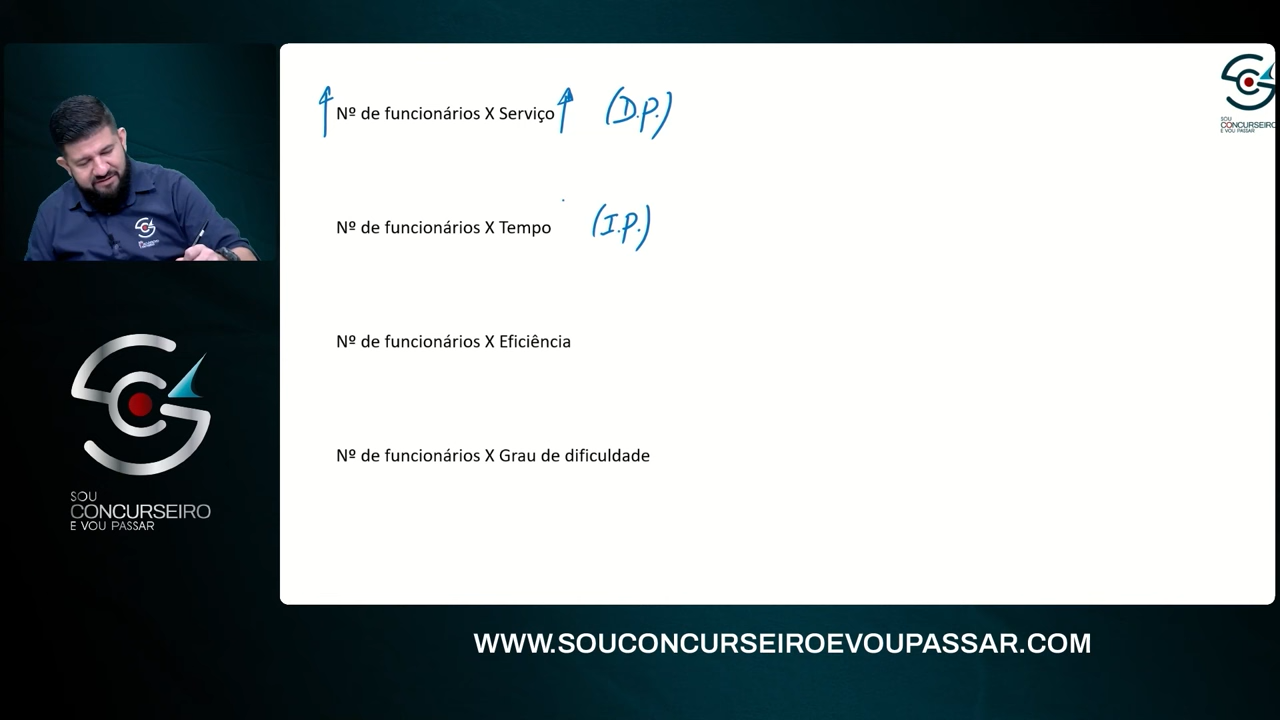 Nº de funcionários X Serviço (D.P.)
Nº de funcionários X Tempo (I.P.)
Nº de funcionários X Eficiência
Nº de funcionários X Grau de dificuldade
SOU
CONCURSEIRO
E VOU PASSAR
SOU
CONCURSEIRO
E VOU PASSAR
WWW.SOUCONCURSEIROEVOUPASSAR.COM